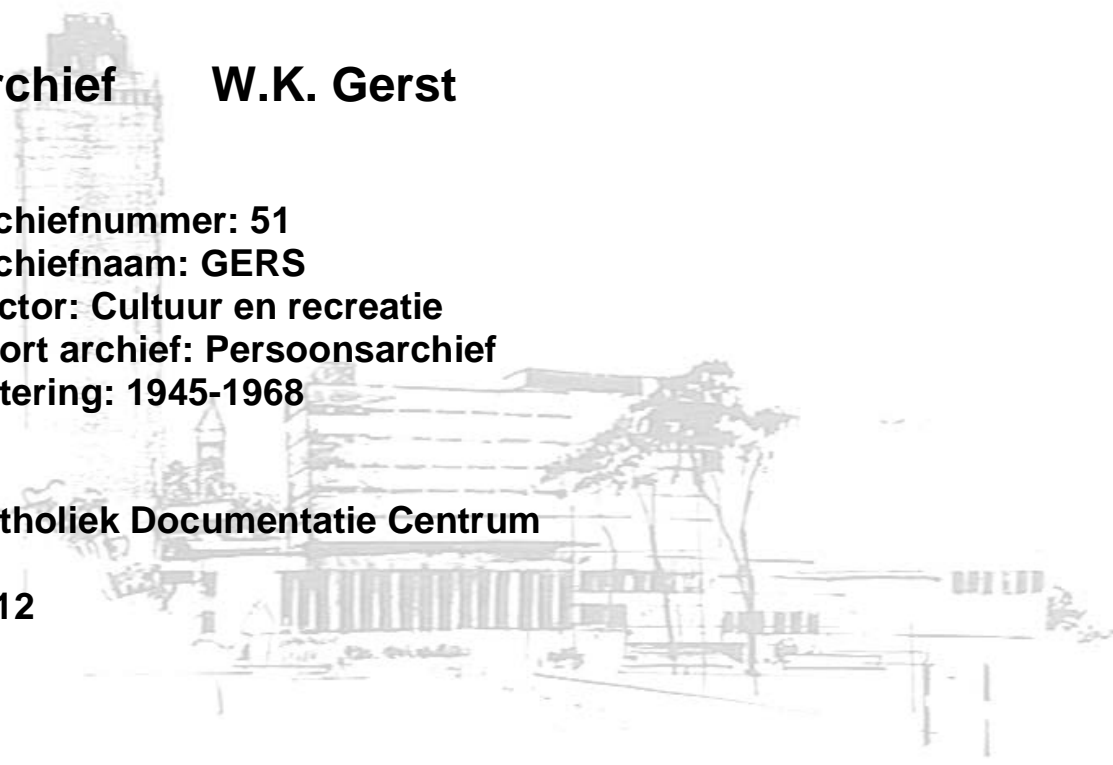 rchief W.K. Gerst
chiefnummer: 51
chiefnaam: GERS
ctor: Cultuur en recreatie
ort archief: Persoonsarchief
tering: 1945-1968
tholiek Documentatie Centrum
12